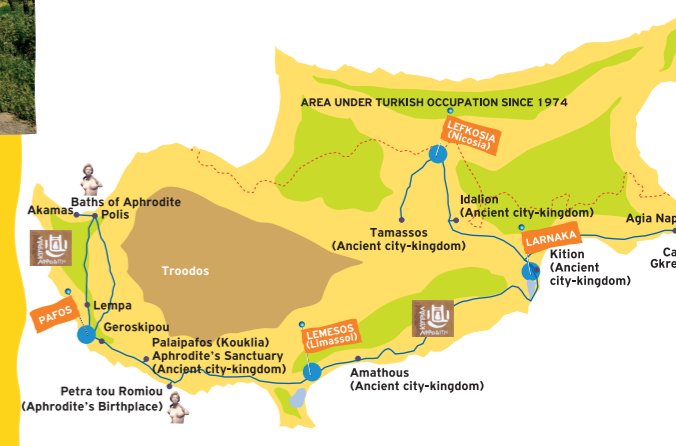 AREA UNDER TURKISH OCCUPATION SINCE 1974
LEFKOSIA
(Nicosia)
Baths of Aphrodite
Akamas
Polis
Idalion
(Ancient city-kingdom)
Tamassos
(Ancient city-kingdom)
Agia Nap
LARNAKA
Kition
(Ancient
city-kingdom)
Ca
Gkre
Troodos
PAFOS
Lempa
Geroskipou
LEMESOS
(Limassol)
Palaipafos (Kouklia)
Aphrodite's Sanctuary
(Ancient city-kingdom)
Amathous
(Ancient city-kingdom)
Petra tou Romiou
(Aphrodite's Birthplace)